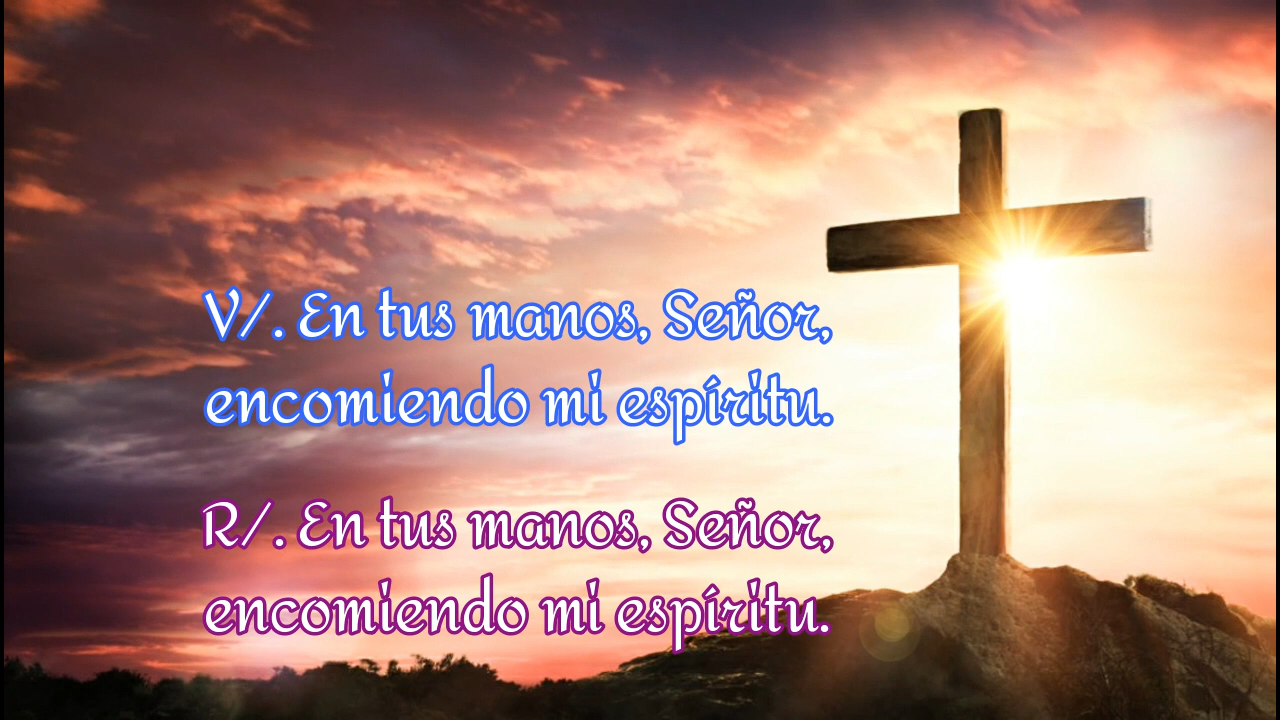 V/. En tus manos, Señor,
encomiendo mi espíritu.
R/. En tus manos, Señor,
encomiendo mi espíritu.